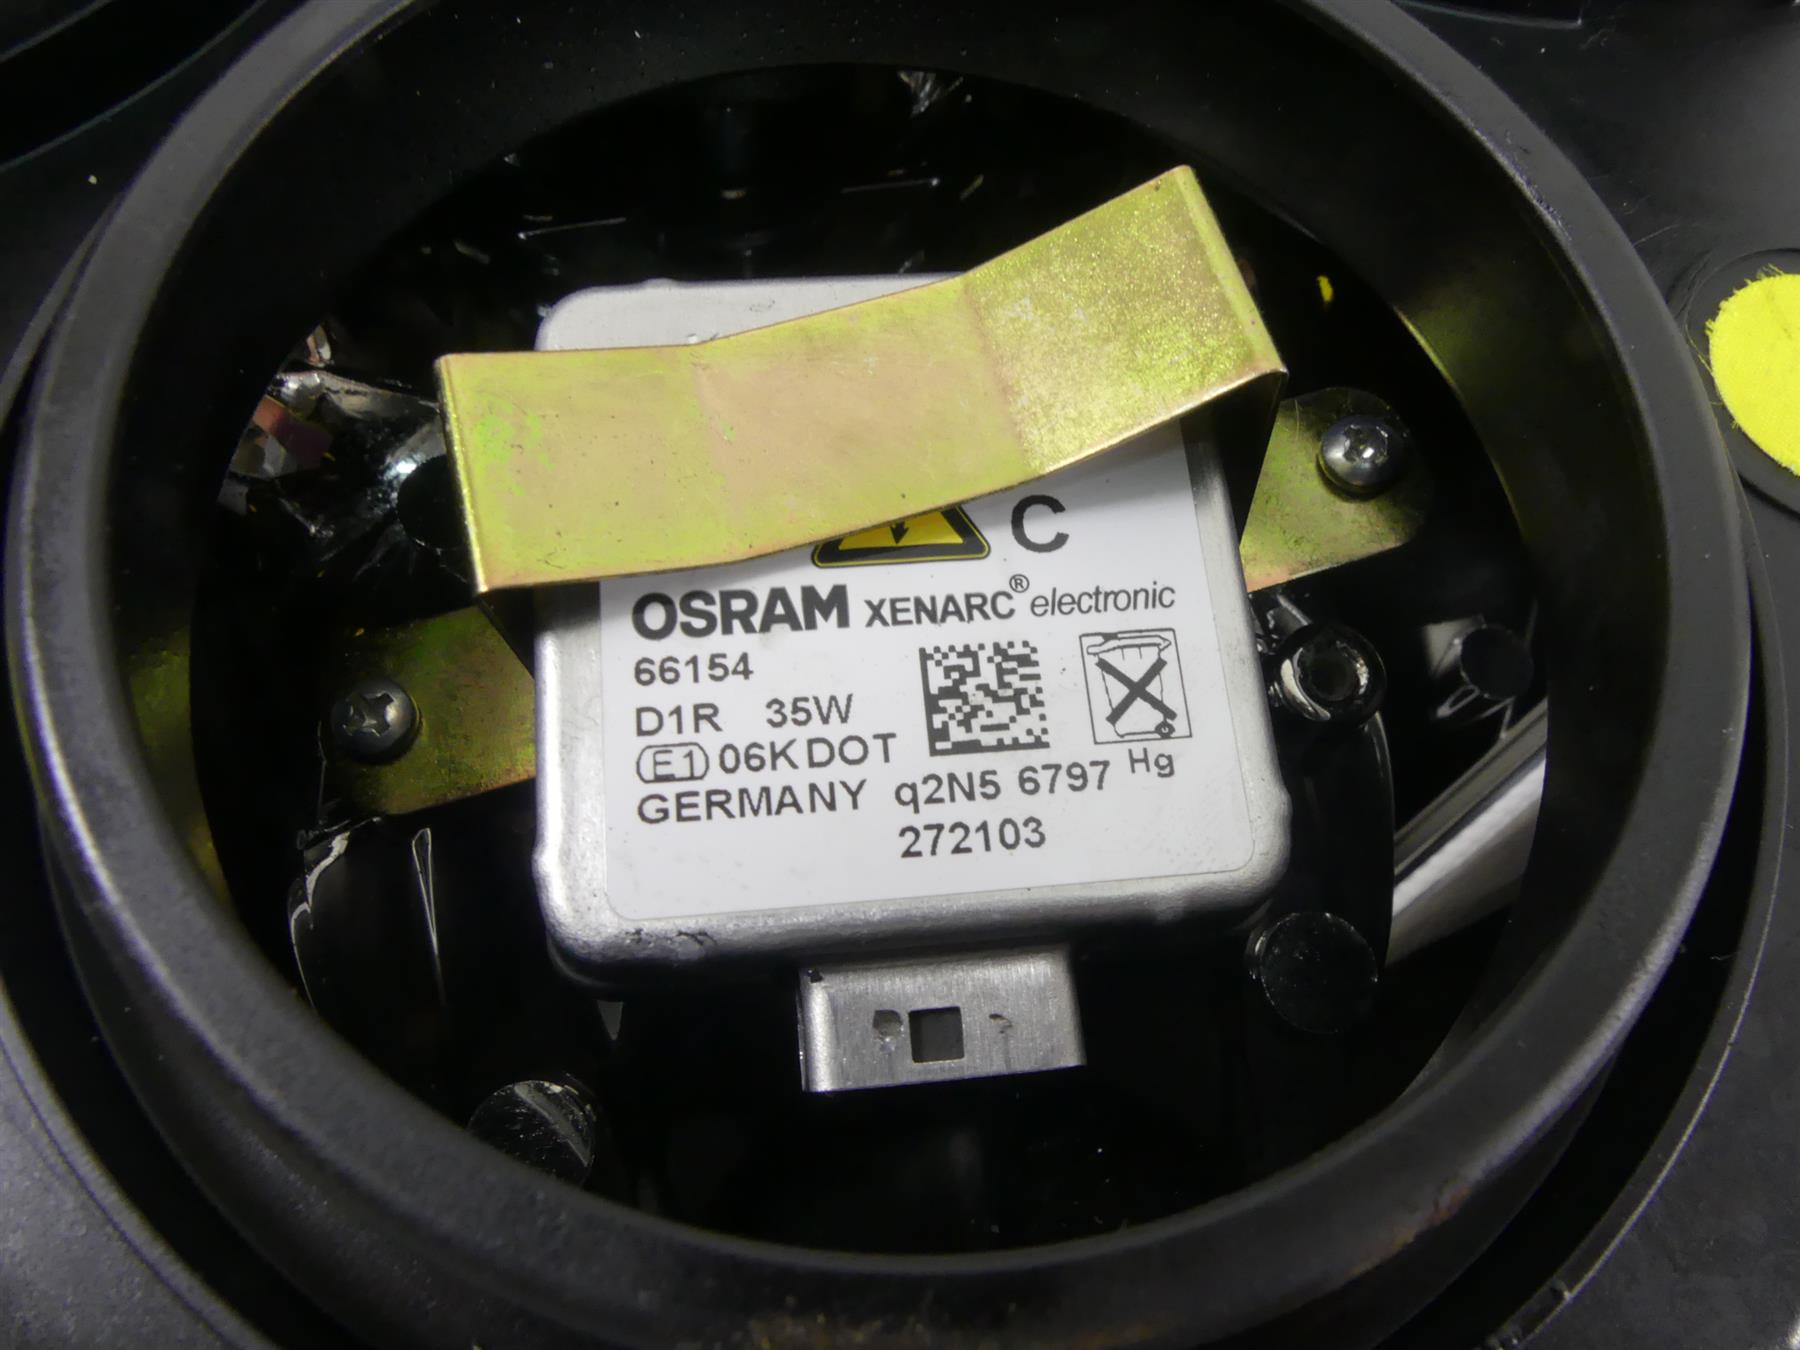 C
OSRAM XENARC® electronic
66154
D1R 35W
E1 06K DOT
GERMANY q2N5 6797 Hg
272103